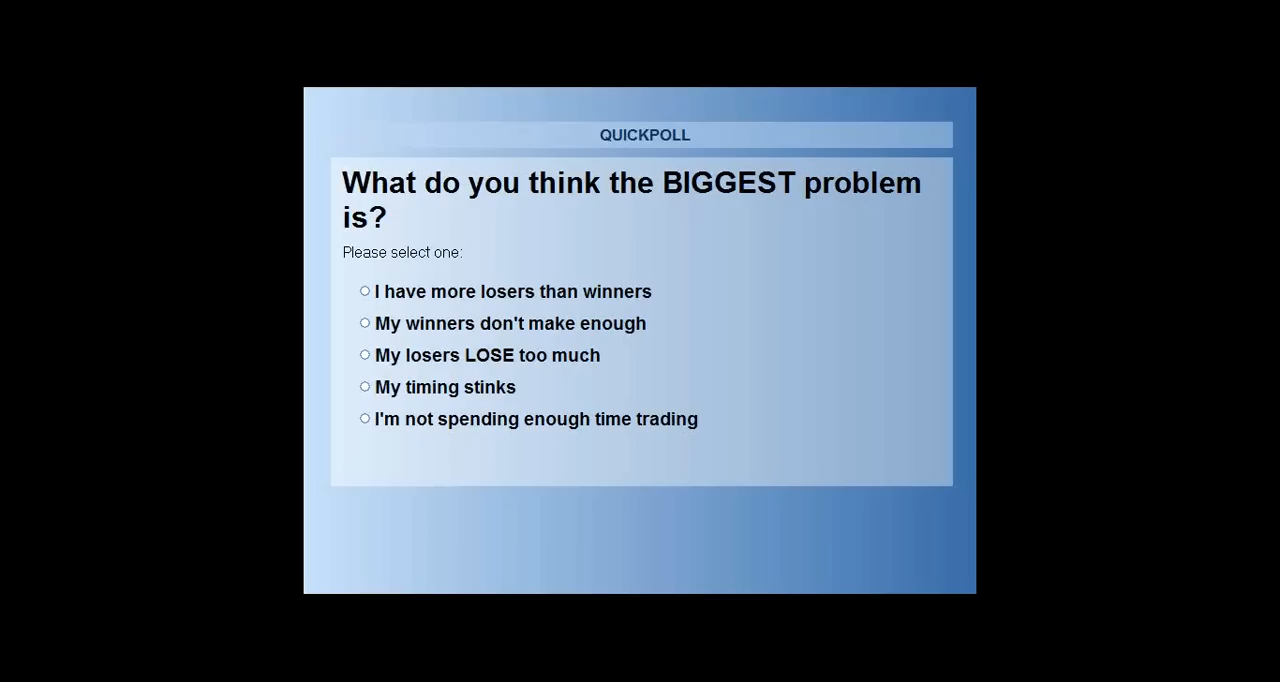 QUICKPOLL
What do you think the BIGGEST problem
is?
Please select one:
I have more losers than winners
My winners don't make enough
My losers LOSE too much
My timing stinks
I'm not spending enough time trading